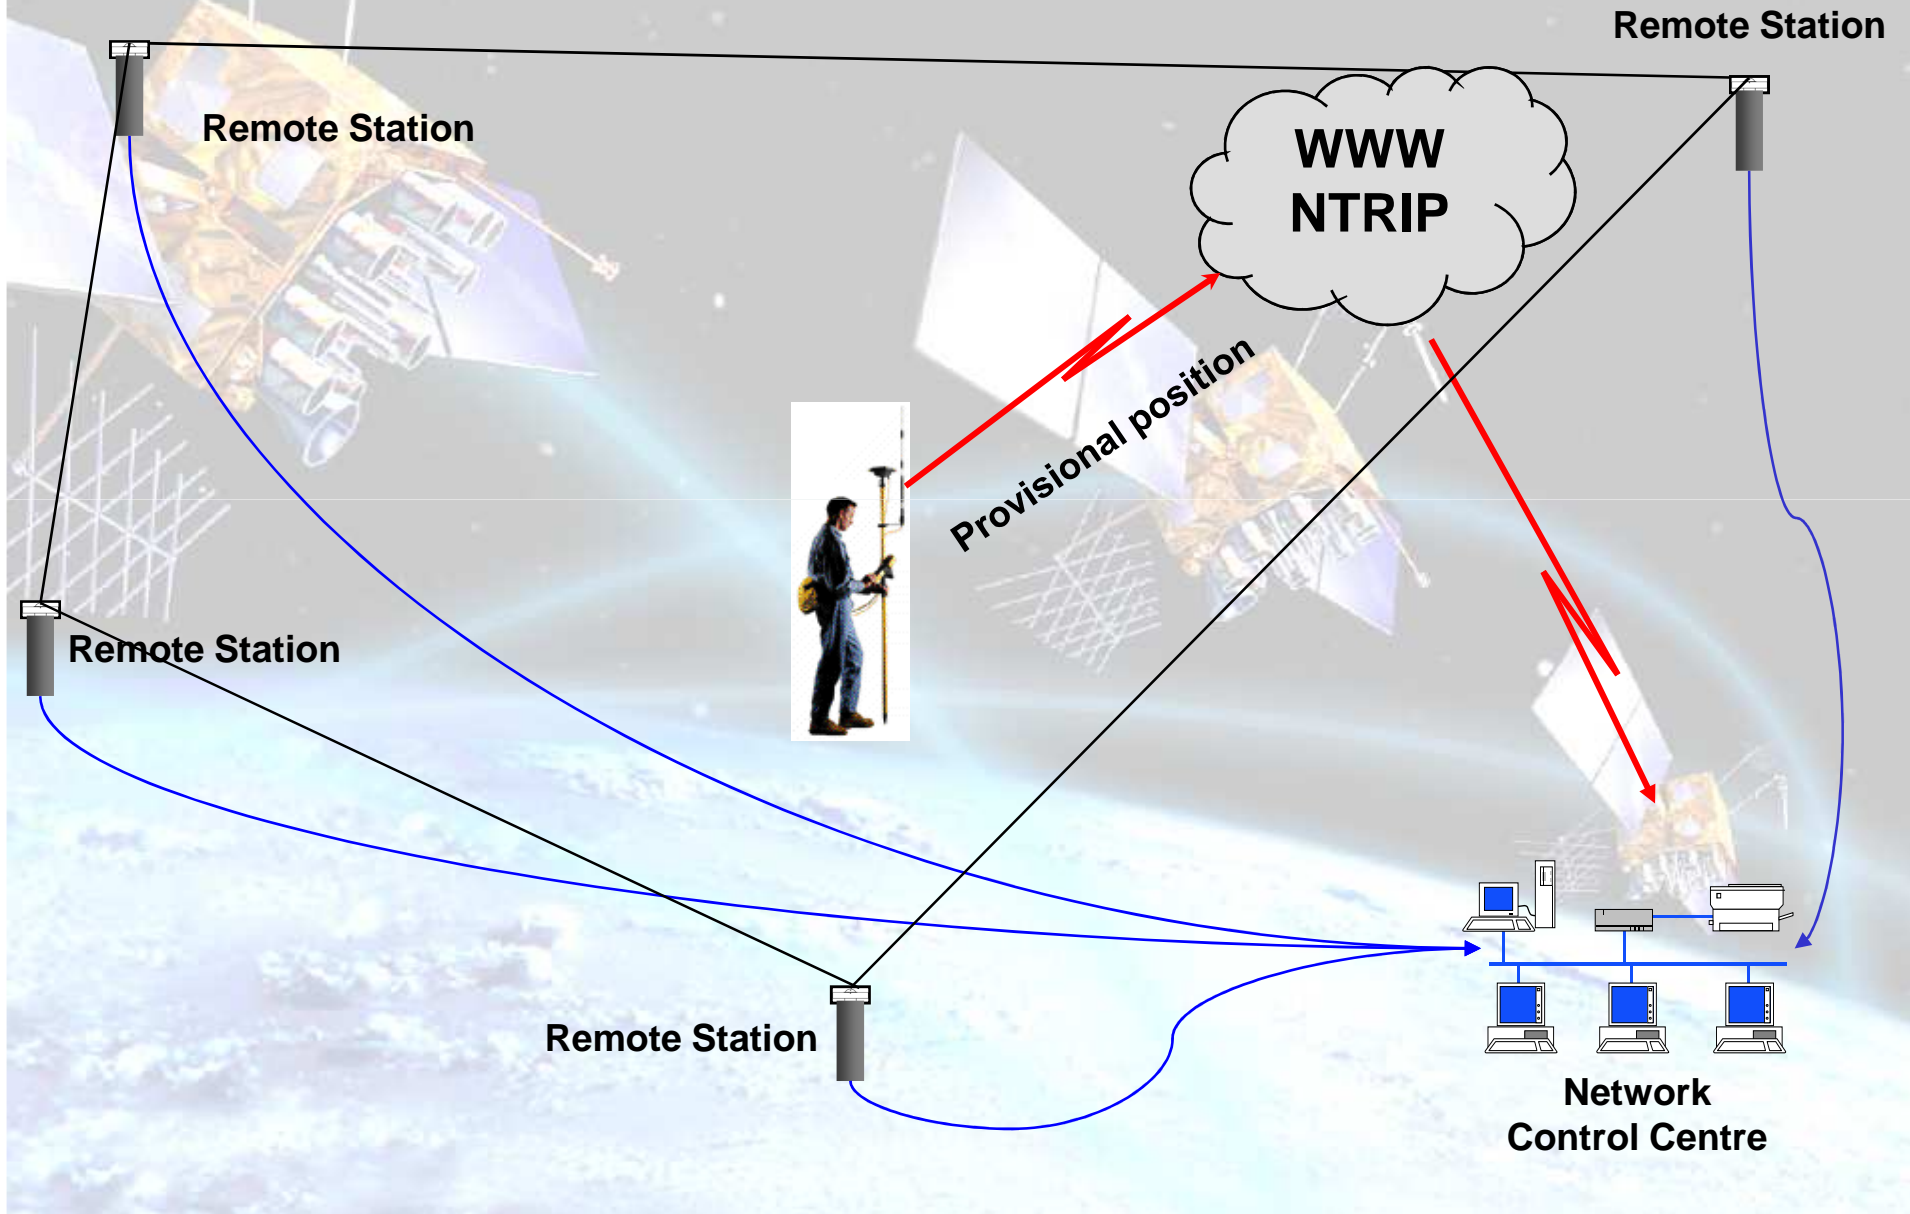 Remote Station
Remote Station
WWW
NTRIP
Provisional position
Remote Station
Remote Station
Network
Control Centre